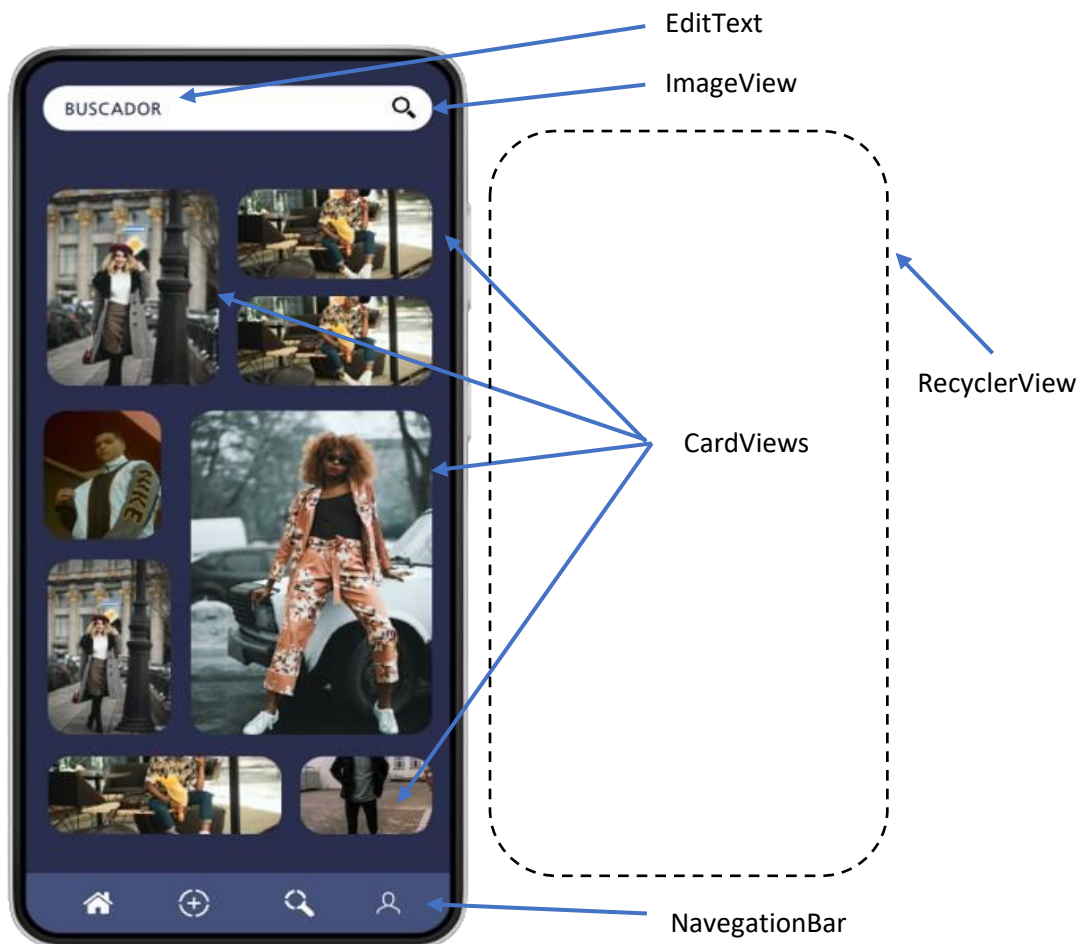 EditText
ImageView
BUSCADOR
RecyclerView
CardViews
NIKE
NavegationBar